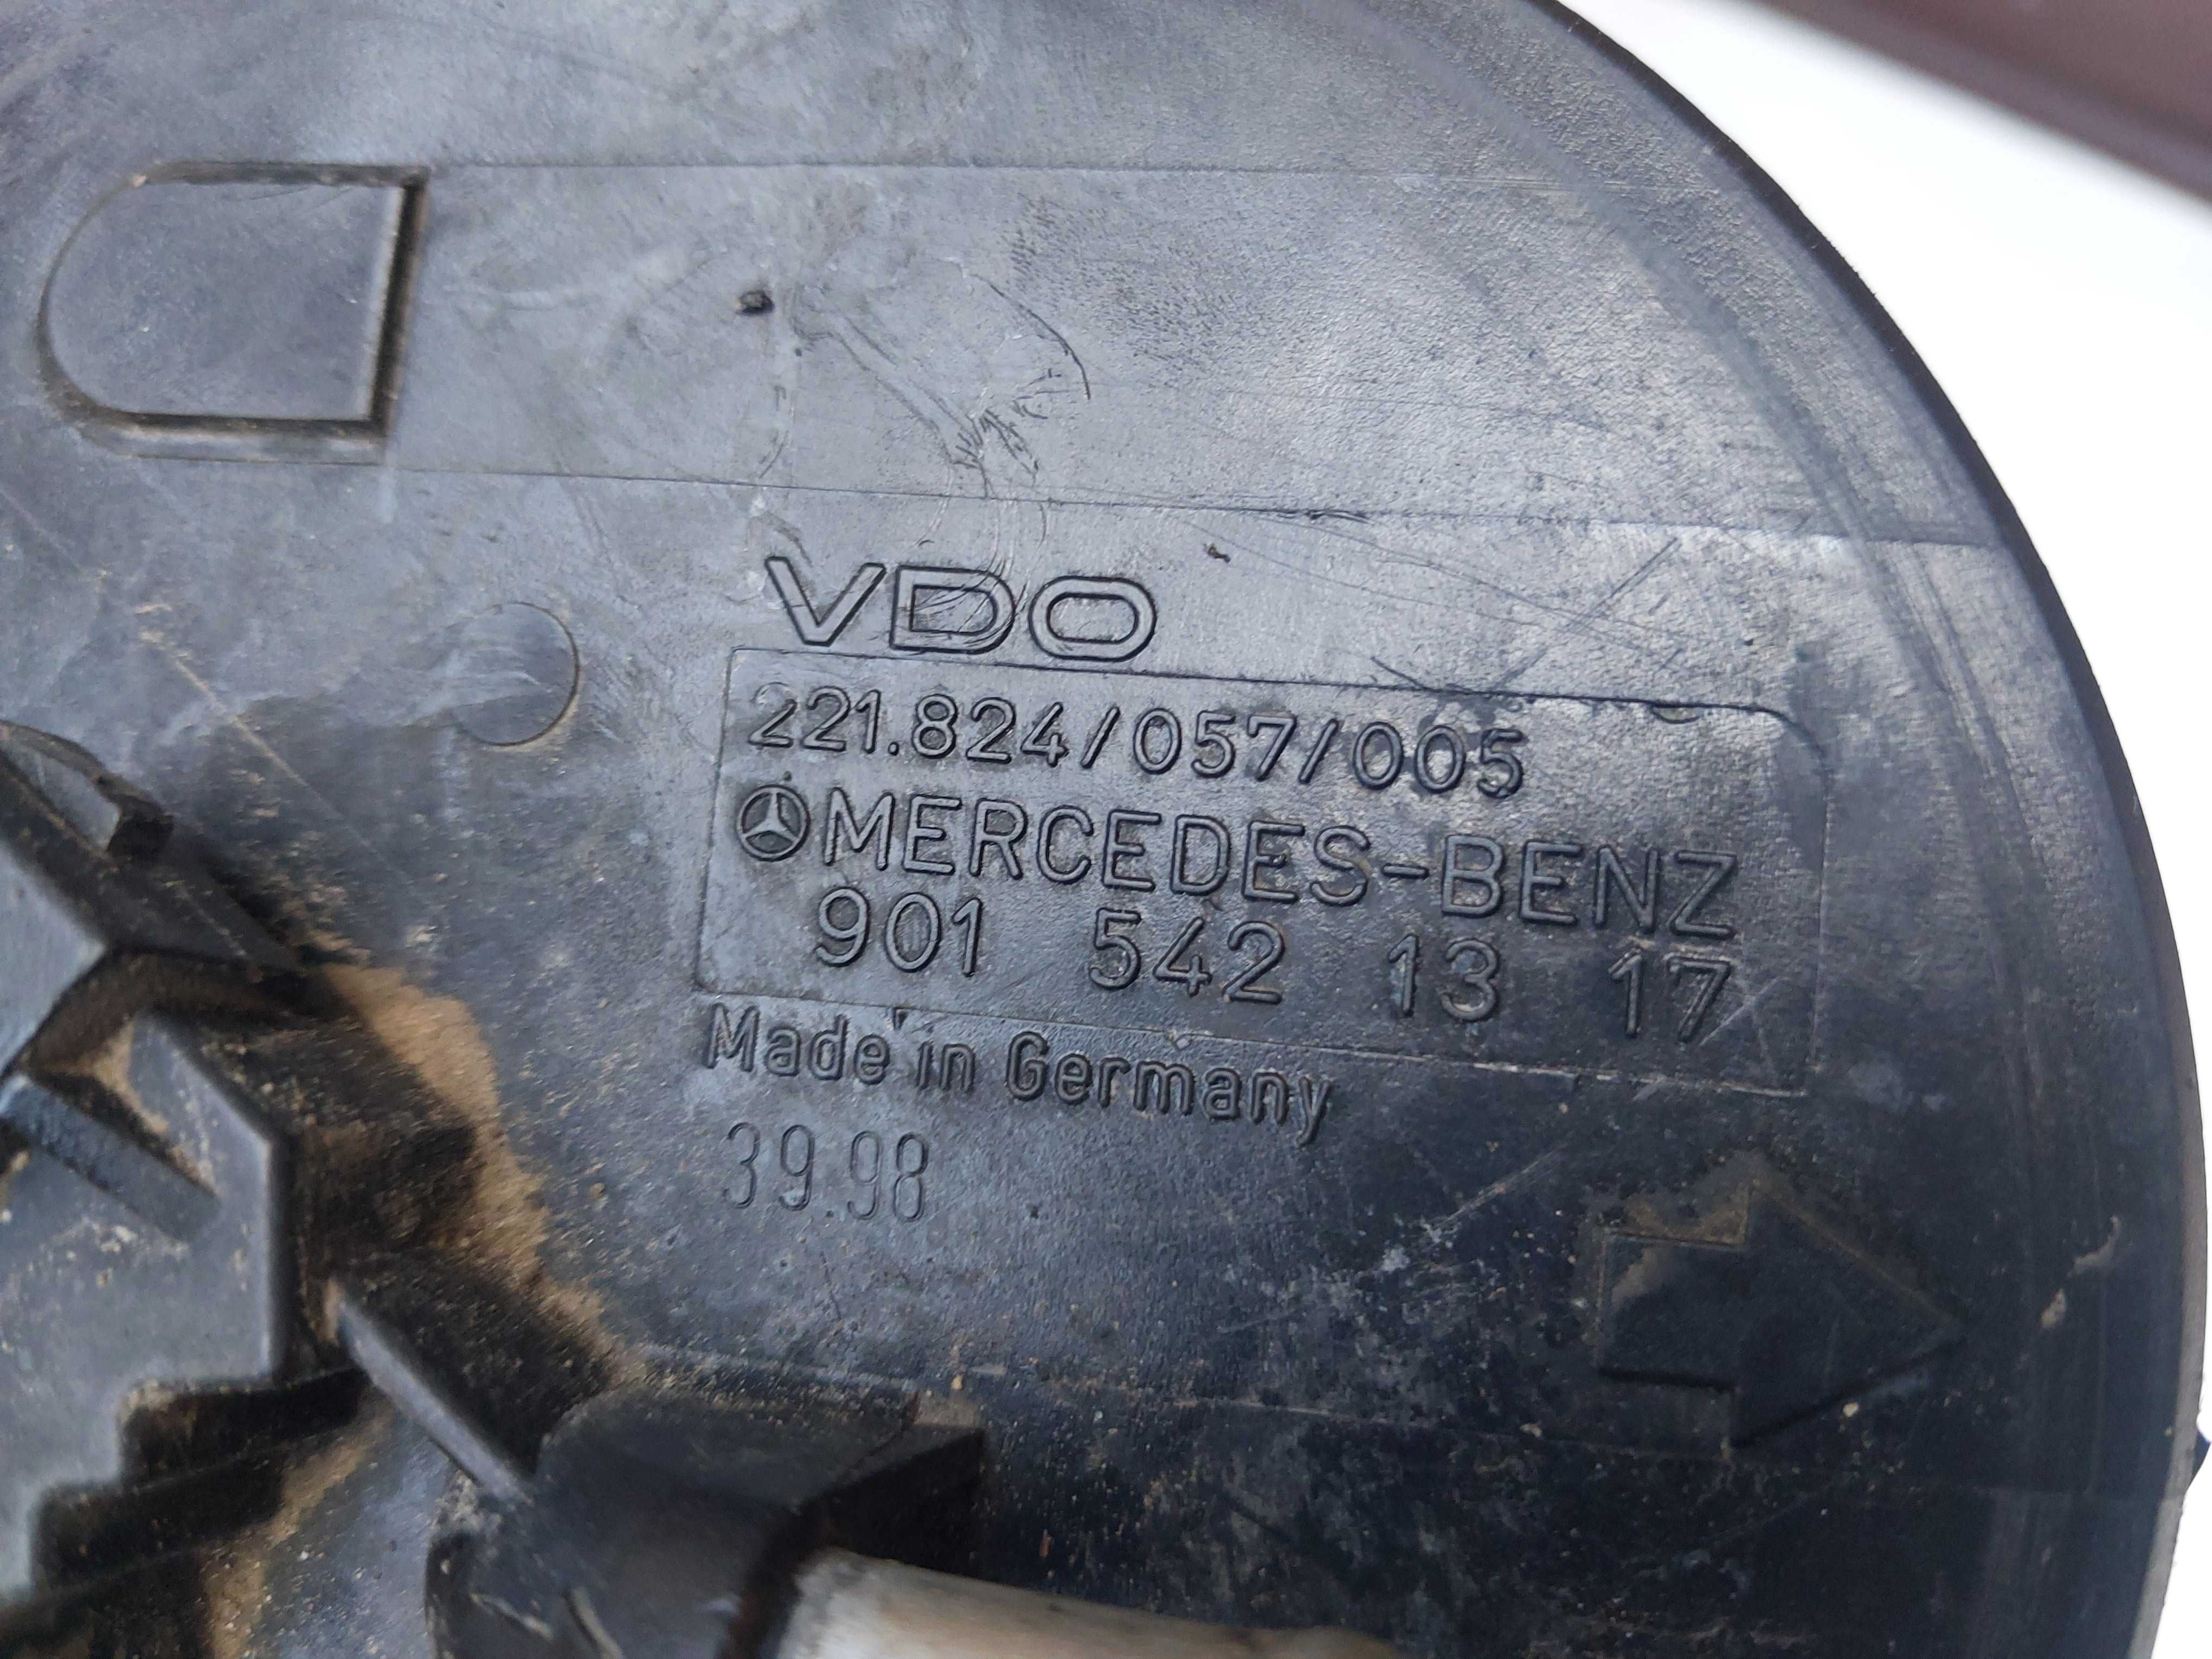 VDO
221.824/057/005
MERCEDES-BENZ
901 542 13 17
Made in Germany
39.98